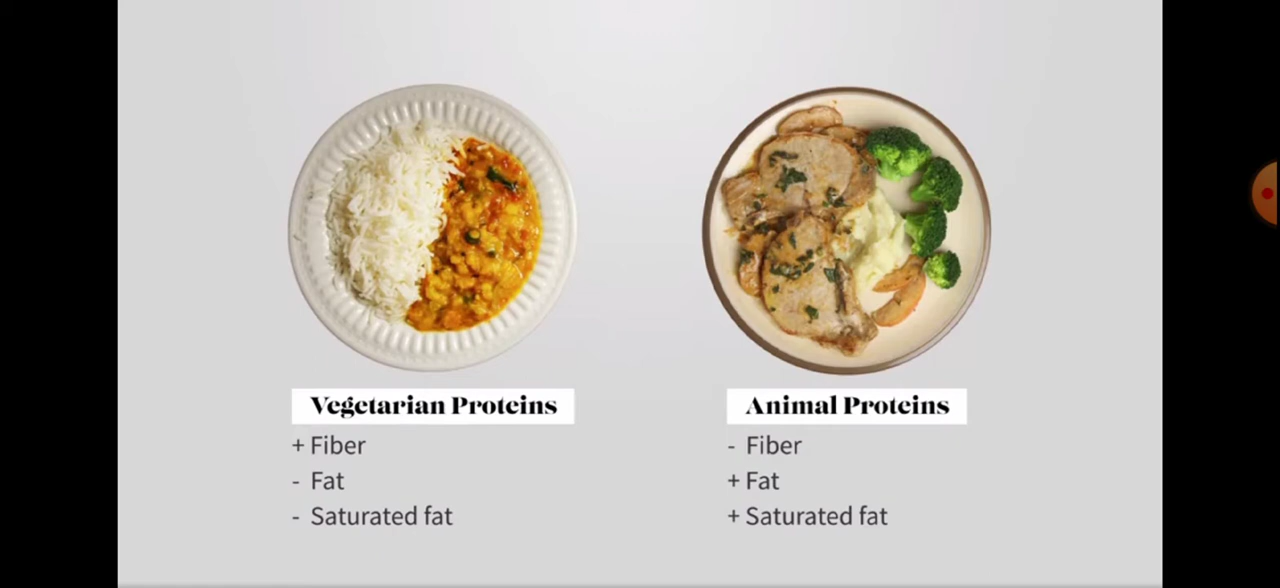 Vegetarian Proteins
+ Fiber
- Fat
- Saturated fat
Animal Proteins
- Fiber
+ Fat
+ Saturated fat